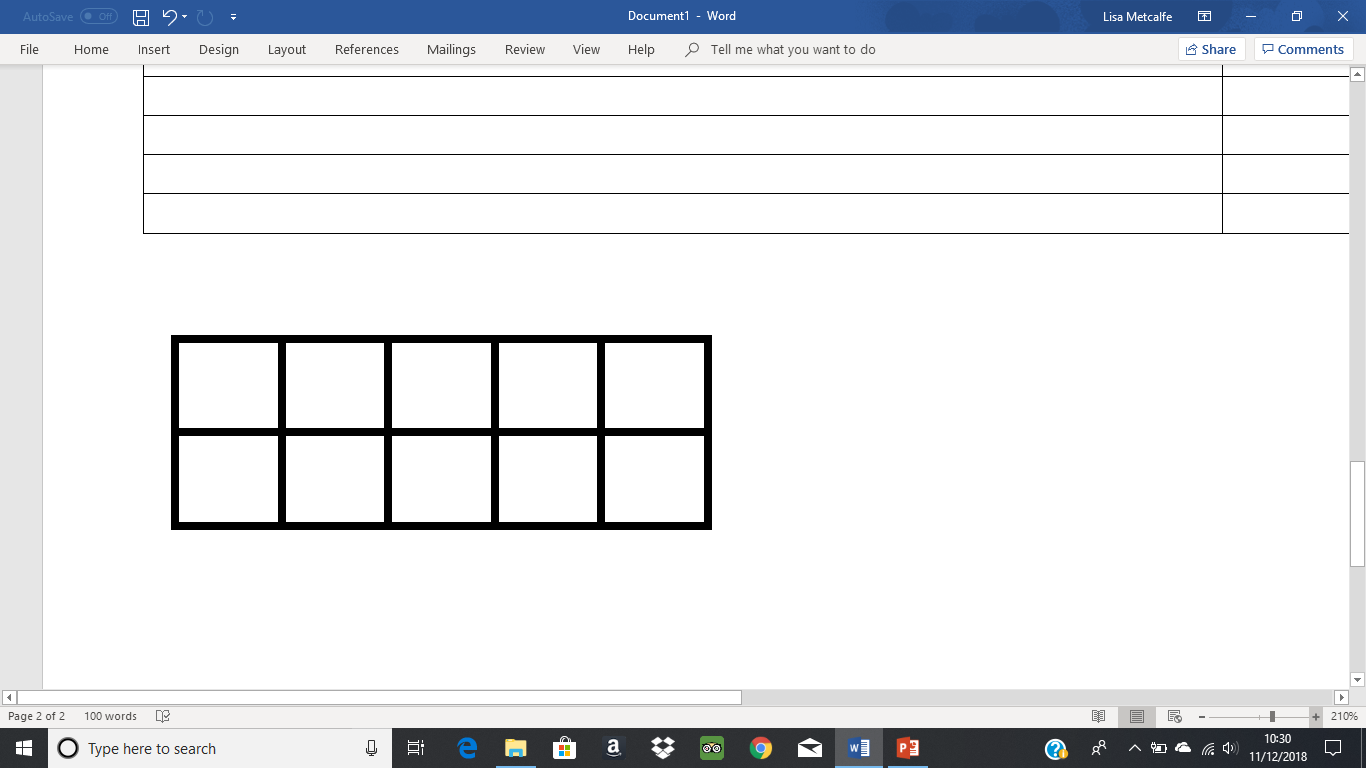 AutoSave Off Document1 - Word Lisa Metcalfe
File Home Insert Design Layout References Mailings Review View Help Tell me what you want to do Share Comments
Page 2 of 2 100 words 210%
Type here to search 10:30
11/12/2018